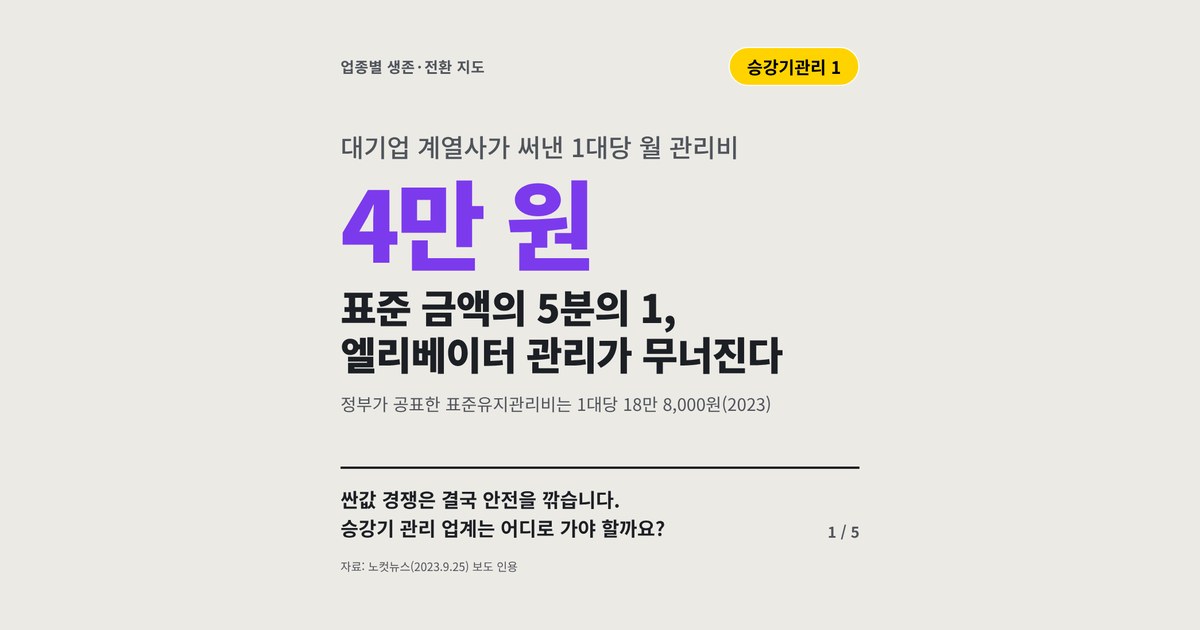 업종별 생존·전환 지도
승강기관리 1
대기업 계열사가 써낸 1대당 월 관리비
4만 원
표준 금액의 5분의 1,
엘리베이터 관리가 무너진다
정부가 공표한 표준유지관리비는 1대당 18만 8,000원(2023)
싼값 경쟁은 결국 안전을 깎습니다.
승강기 관리 업계는 어디로 가야 할까요?
1 / 5
자료: 노컷뉴스(2023.9.25) 보도 인용